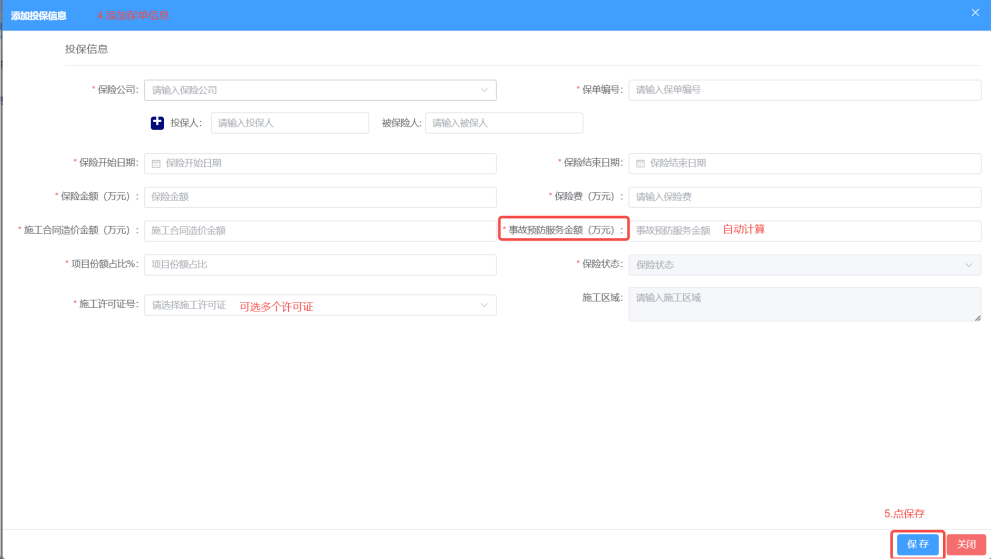 添加投保信息 4.添加保单信息
投保信息
* 保险公司： 请输入保险公司 * 保单编号： 请输入保单编号
投保人： 请输入投保人 被保险人： 请输入被保人
* 保险开始日期： 保险开始日期 * 保险结束日期： 保险结束日期
* 保险金额（万元）： 保险金额 * 保险费（万元）： 请输入保险费
* 施工合同造价金额（万元）： 施工合同造价金额 * 事故预防服务金额（万元）： 事故预防服务金额 自动计算
* 项目份额占比%： 项目份额占比 * 保险状态： 保险状态
* 施工许可证号： 请选择施工许可证 可选多个许可证 施工区域： 请输入施工区域
5.点保存
保存 关闭